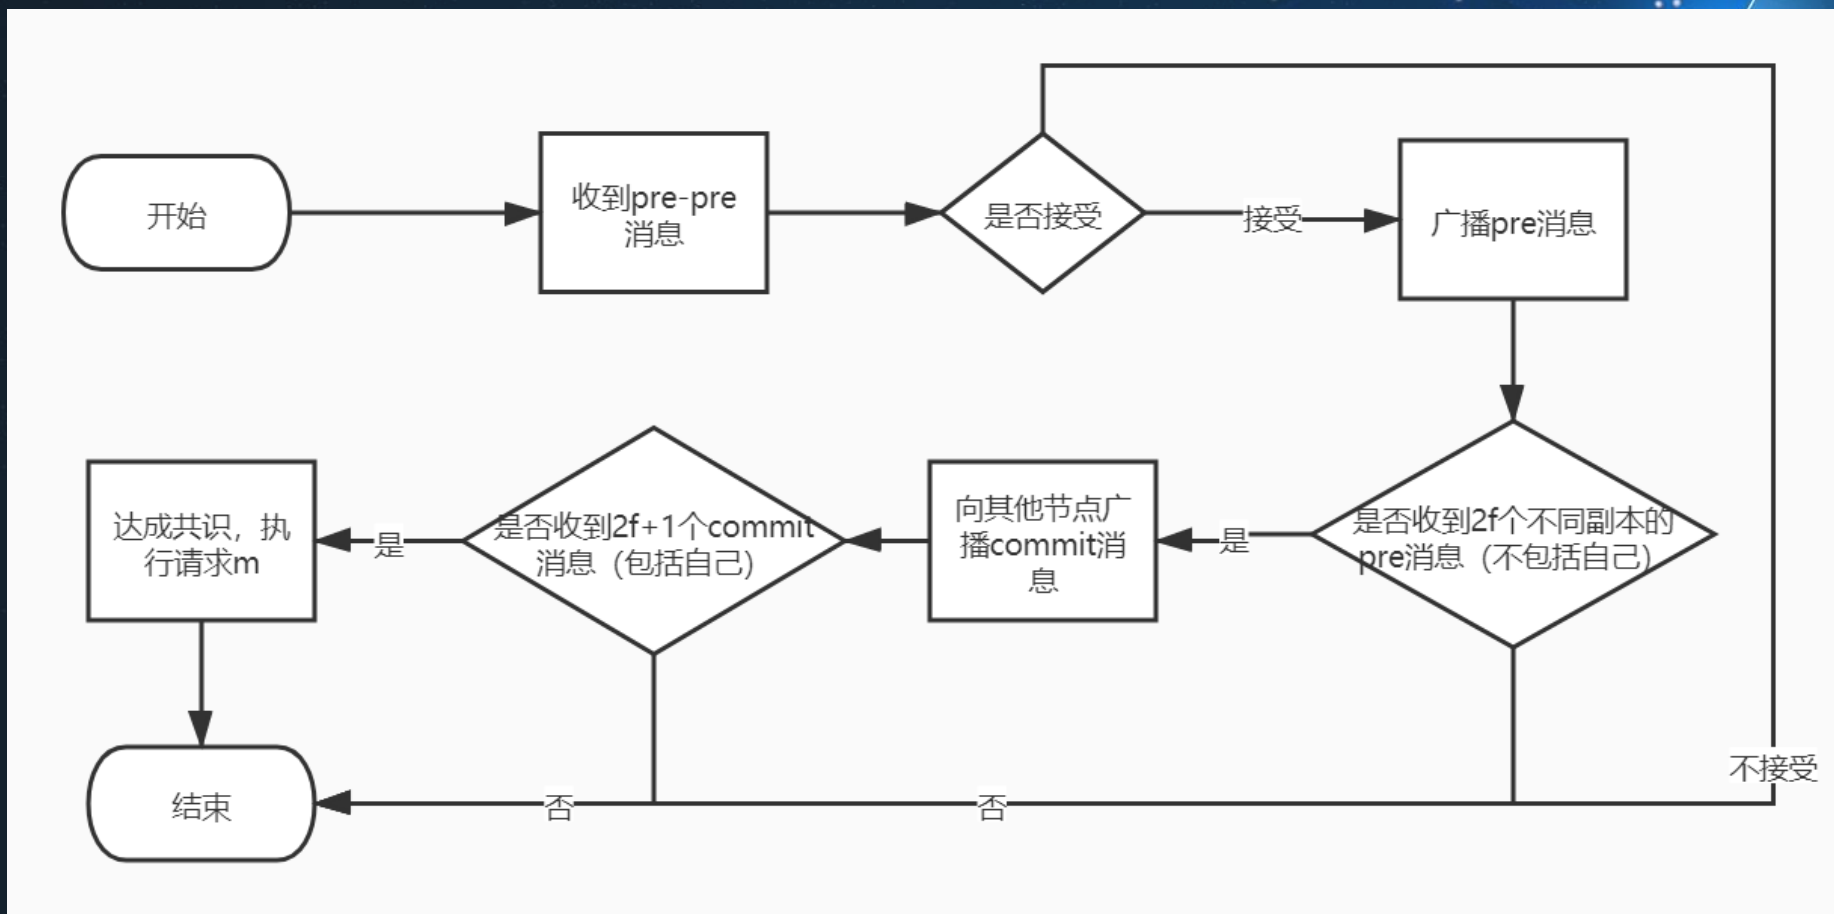 开始
收到pre-pre
消息
是否接受
接受
广播pre消息
是否收到2f个不同副本的
pre消息（不包括自己）
是
向其他节点广
播commit消
息
是否收到2f+1个commit
消息（包括自己）
是
达成共识，执
行请求m
不接受
否
否
结束